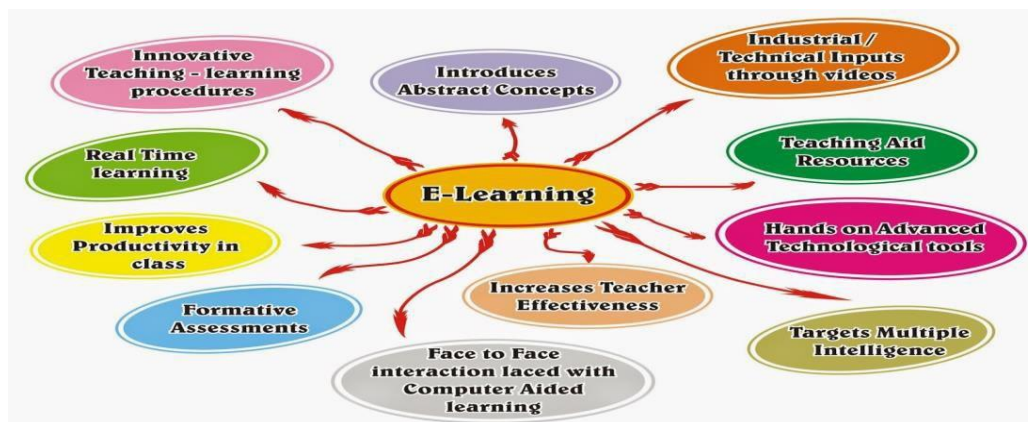 Innovative
Teaching - learning
procedures
Introduces
Abstract Concepts
Industrial /
Technical Inputs
through videos
Real Time
learning
Teaching Aid
Resources
E-Learning
Improves
Productivity in
class
Hands on Advanced
Technological tools
Formative
Assessments
Increases Teacher
Effectiveness
Targets Multiple
Intelligence
Face to Face
interaction laced with
Computer Aided
learning